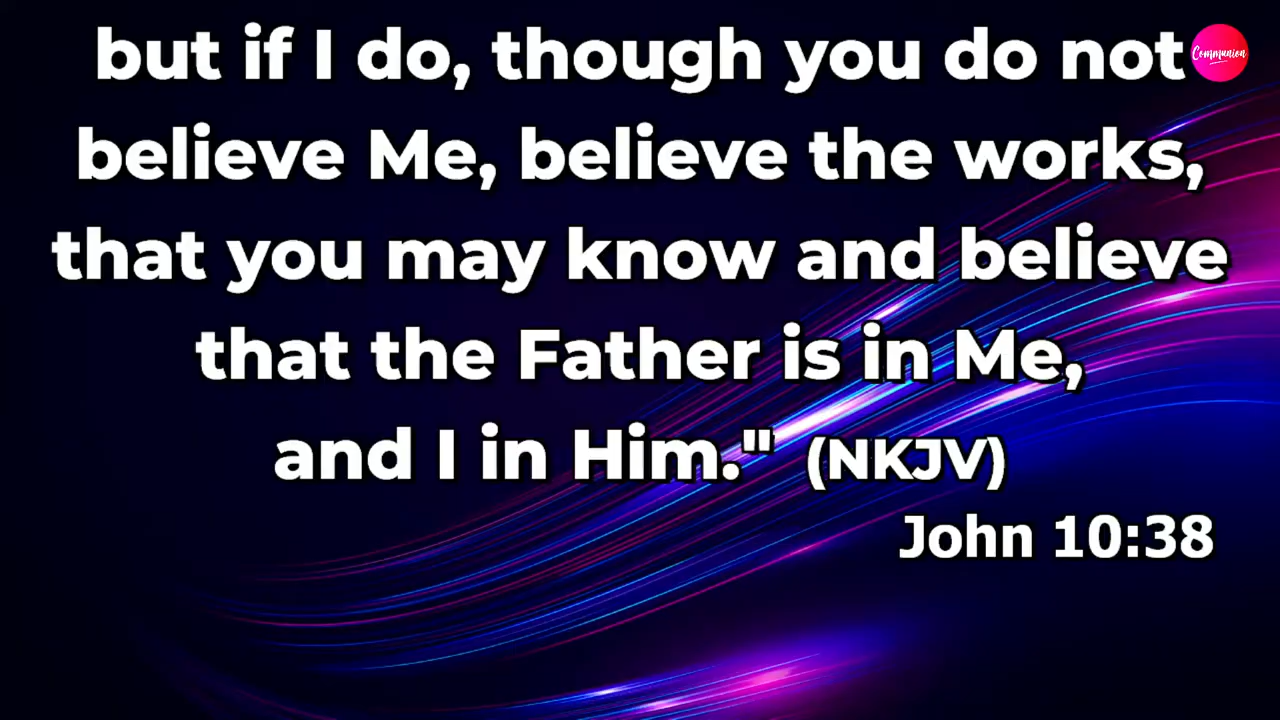 but if I do, though you do not
Communion
believe Me, believe the works,
that you may know and believe
that the Father is in Me,
and I in Him." (NKJV)
John 10:38